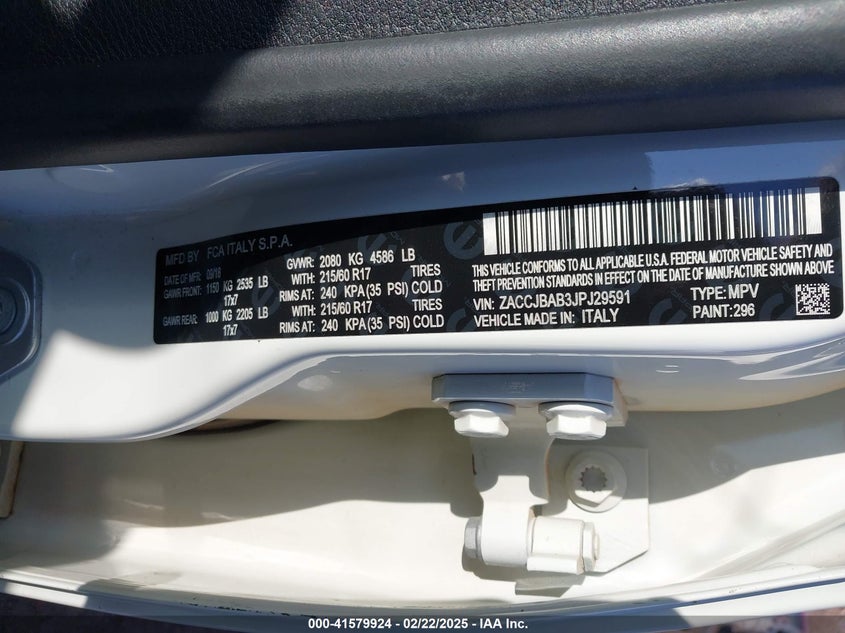 MFD BY FCA ITALY S.P.A.
DATE OF MFR: 09/18 GVWR: 2080 KG 4586 LB
GAWR FRONT: 1150 KG 2535 LB WITH: 215/60 R17 TIRES
17x7 RIMS AT: 240 KPA (35 PSI) COLD
GAWR REAR: 1000 KG 2205 LB WITH: 215/60 R17 TIRES
17x7 RIMS AT: 240 KPA (35 PSI) COLD
THIS VEHICLE CONFORMS TO ALL APPLICABLE U.S.A. FEDERAL MOTOR VEHICLE SAFETY AND
THEFT PREVENTION STANDARDS IN EFFECT ON THE DATE OF MANUFACTURE SHOWN ABOVE.
VIN: ZACCJBAB3JPJ29591 TYPE: MPV
VEHICLE MADE IN: ITALY PAINT: 296
000-41579924 - 02/22/2025 - IAA Inc.